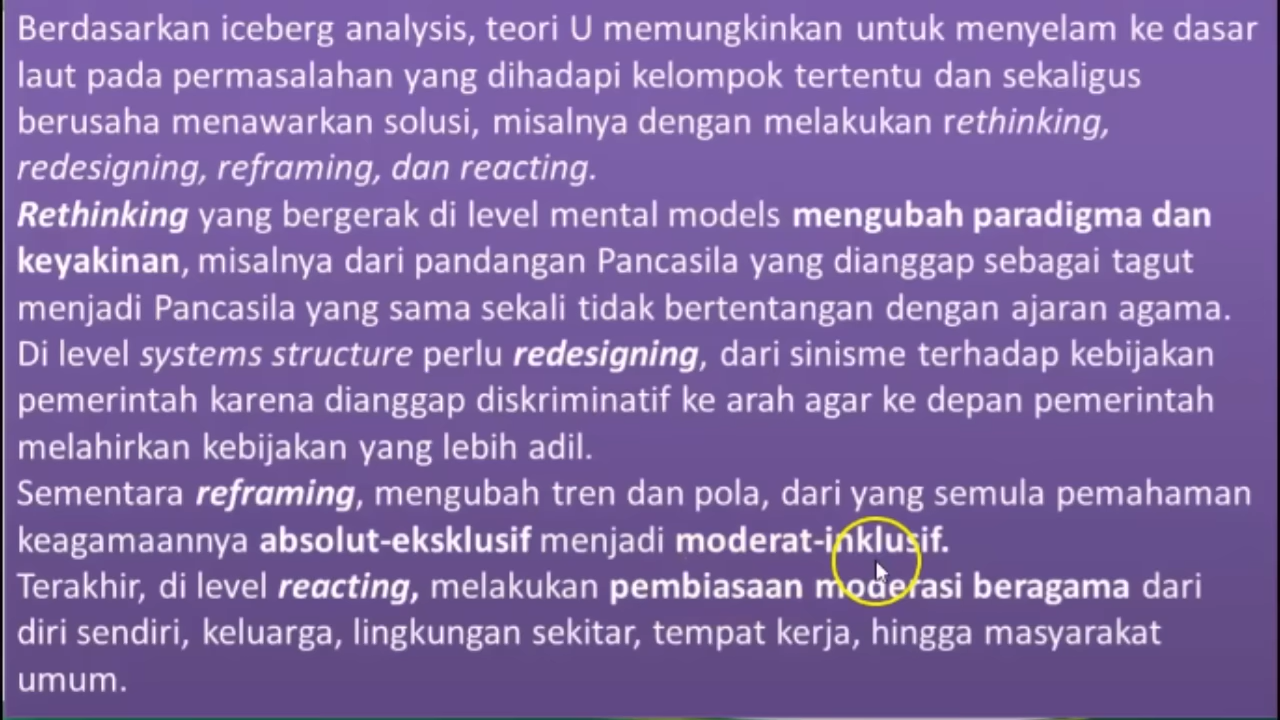 Berdasarkan iceberg analysis, teori U memungkinkan untuk menyelam ke dasar
laut pada permasalahan yang dihadapi kelompok tertentu dan sekaligus
berusaha menawarkan solusi, misalnya dengan melakukan rethinking,
redesigning, reframing, dan reacting.
Rethinking yang bergerak di level mental models mengubah paradigma dan
keyakinan, misalnya dari pandangan Pancasila yang dianggap sebagai tagut
menjadi Pancasila yang sama sekali tidak bertentangan dengan ajaran agama.
Di level systems structure perlu redesigning, dari sinisme terhadap kebijakan
pemerintah karena dianggap diskriminatif ke arah agar ke depan pemerintah
melahirkan kebijakan yang lebih adil.
Sementara reframing, mengubah tren dan pola, dari yang semula pemahaman
keagamaannya absolut-eksklusif menjadi moderat-inklusif.
Terakhir, di level reacting, melakukan pembiasaan moderasi beragama dari
diri sendiri, keluarga, lingkungan sekitar, tempat kerja, hingga masyarakat
umum.